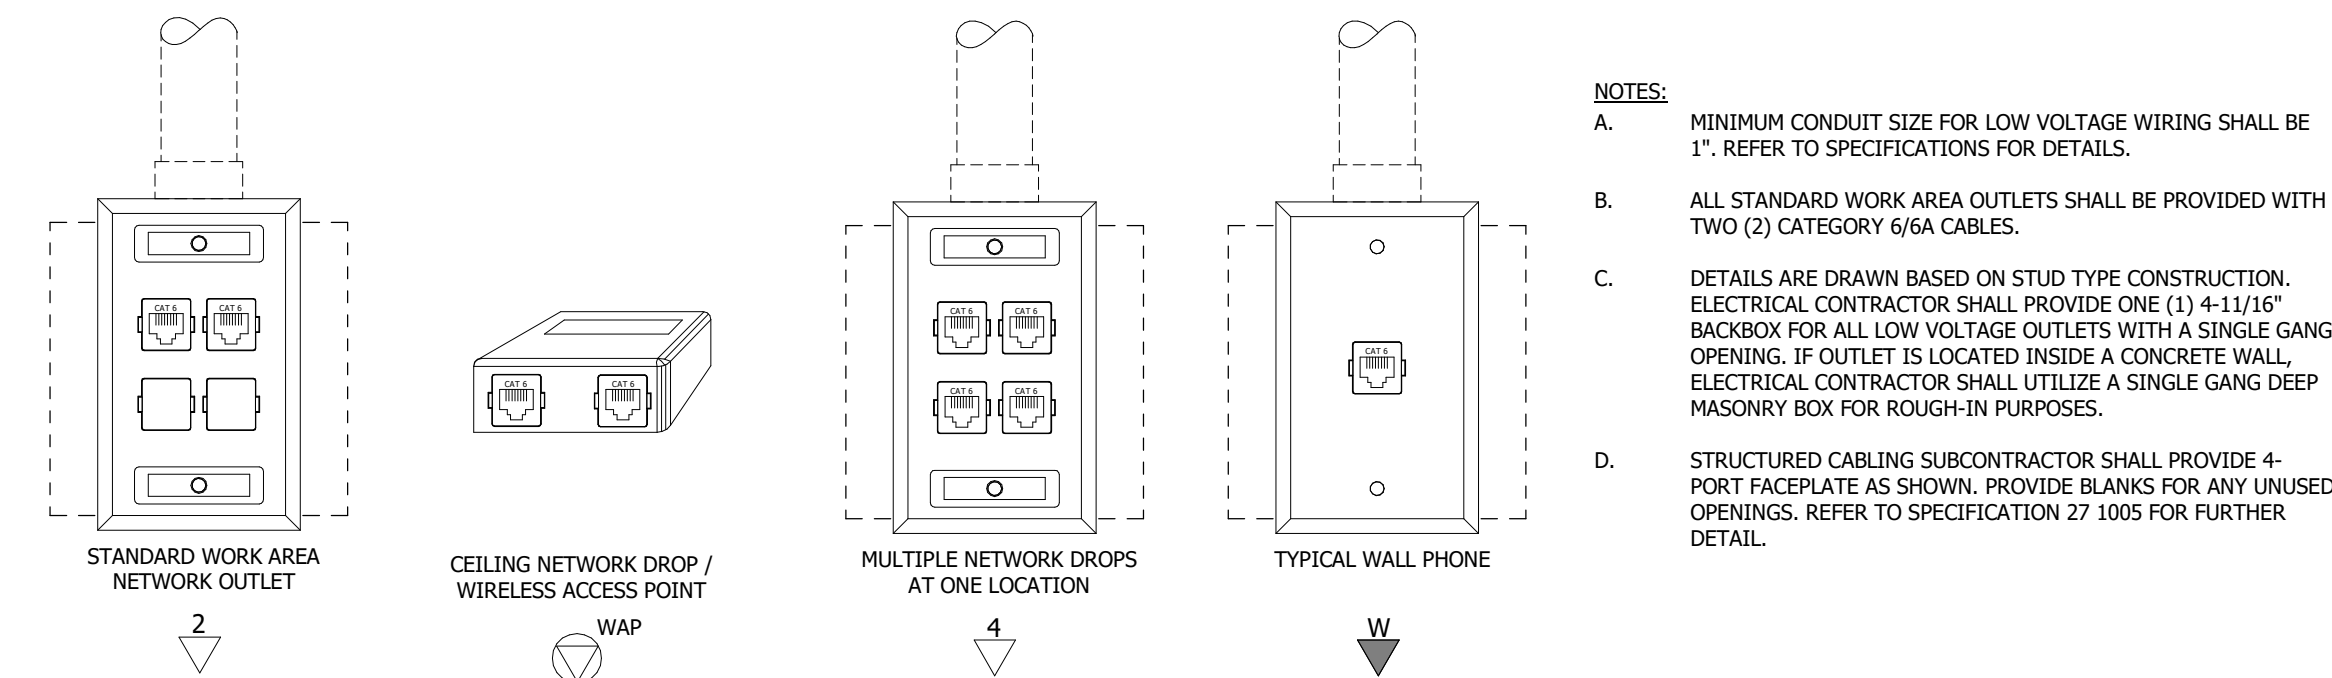 CAT 6 CAT 6
STANDARD WORK AREA
NETWORK OUTLET
2
CAT 6 CAT 6
CEILING NETWORK DROP /
WIRELESS ACCESS POINT
WAP
CAT 6 CAT 6
CAT 6 CAT 6
MULTIPLE NETWORK DROPS
AT ONE LOCATION
4
CAT 6
TYPICAL WALL PHONE
W
NOTES:
A. MINIMUM CONDUIT SIZE FOR LOW VOLTAGE WIRING SHALL BE
1". REFER TO SPECIFICATIONS FOR DETAILS.
B. ALL STANDARD WORK AREA OUTLETS SHALL BE PROVIDED WITH
TWO (2) CATEGORY 6/6A CABLES.
C. DETAILS ARE DRAWN BASED ON STUD TYPE CONSTRUCTION.
ELECTRICAL CONTRACTOR SHALL PROVIDE ONE (1) 4-11/16"
BACKBOX FOR ALL LOW VOLTAGE OUTLETS WITH A SINGLE GANG
OPENING. IF OUTLET IS LOCATED INSIDE A CONCRETE WALL,
ELECTRICAL CONTRACTOR SHALL UTILIZE A SINGLE GANG DEEP
MASONRY BOX FOR ROUGH-IN PURPOSES.
D. STRUCTURED CABLING SUBCONTRACTOR SHALL PROVIDE 4-
PORT FACEPLATE AS SHOWN. PROVIDE BLANKS FOR ANY UNUSED
OPENINGS. REFER TO SPECIFICATION 27 1005 FOR FURTHER
DETAIL.